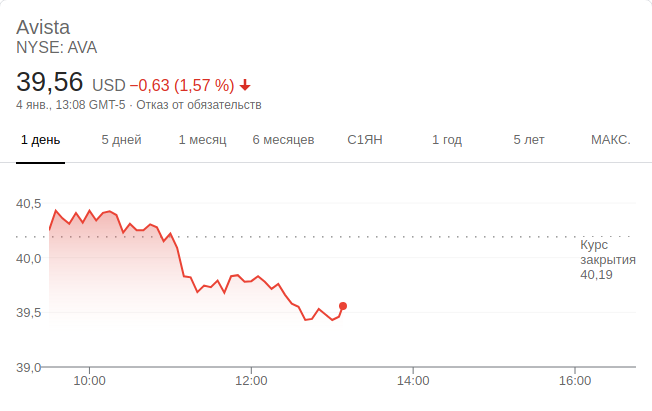 Avista
NYSE: AVA
39,56 USD −0,63 (1,57 %)
4 янв., 13:08 GMT-5 · Отказ от обязательств
1 день 5 дней 1 месяц 6 месяцев С1ЯН 1 год 5 лет МАКС.
40,5
Курс
закрытия
40,19
40,0
39,5
39,0
10:00 12:00 14:00 16:00